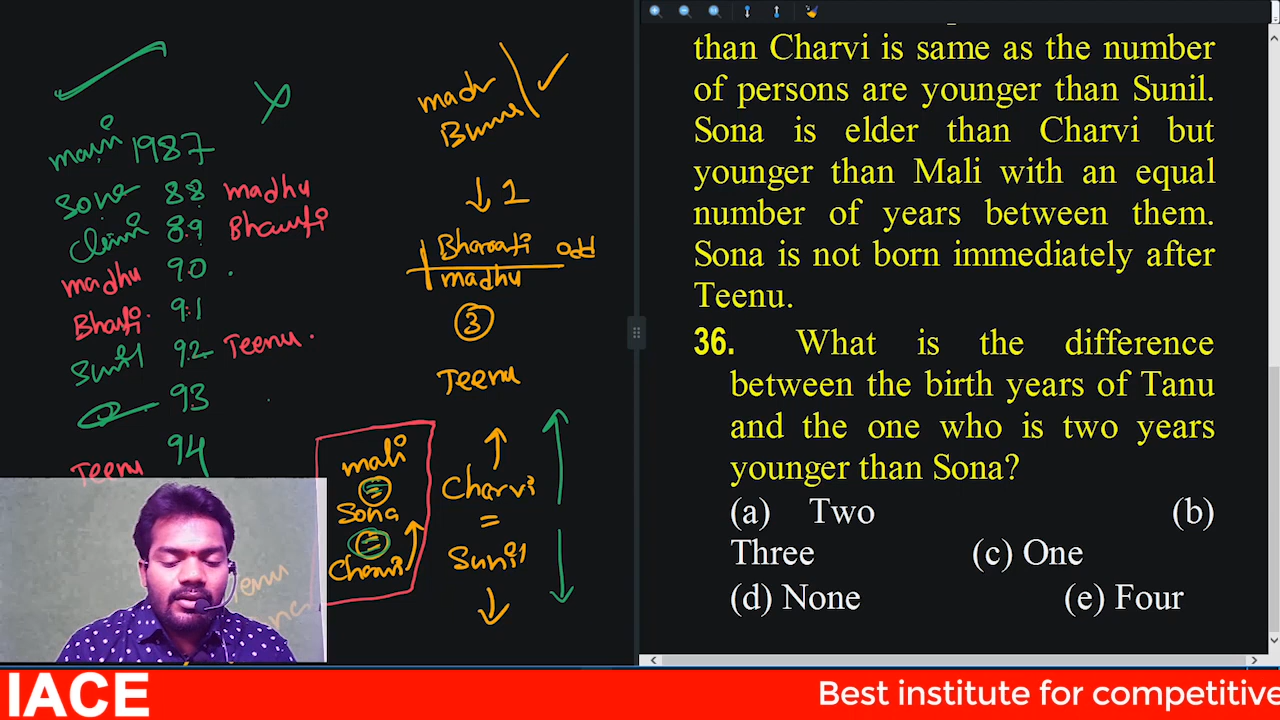 mali 1987
Sona 88 madhu
89 Bharti
madhu 90 .
Bharti. 91
Sunil 92 Teenu .
93
Teenu 94
madhu
↓ 1
Bharati odd
madhu
3
Teenu
mali
=
Sona
=
Charvi
Charvi
=
Sunil
than Charvi is same as the number
of persons are younger than Sunil.
Sona is elder than Charvi but
younger than Mali with an equal
number of years between them.
Sona is not born immediately after
Teenu.
36. What is the difference
between the birth years of Tanu
and the one who is two years
younger than Sona?
(a) Two (b)
Three (c) One
(d) None (e) Four
IACE
Best institute for competitive